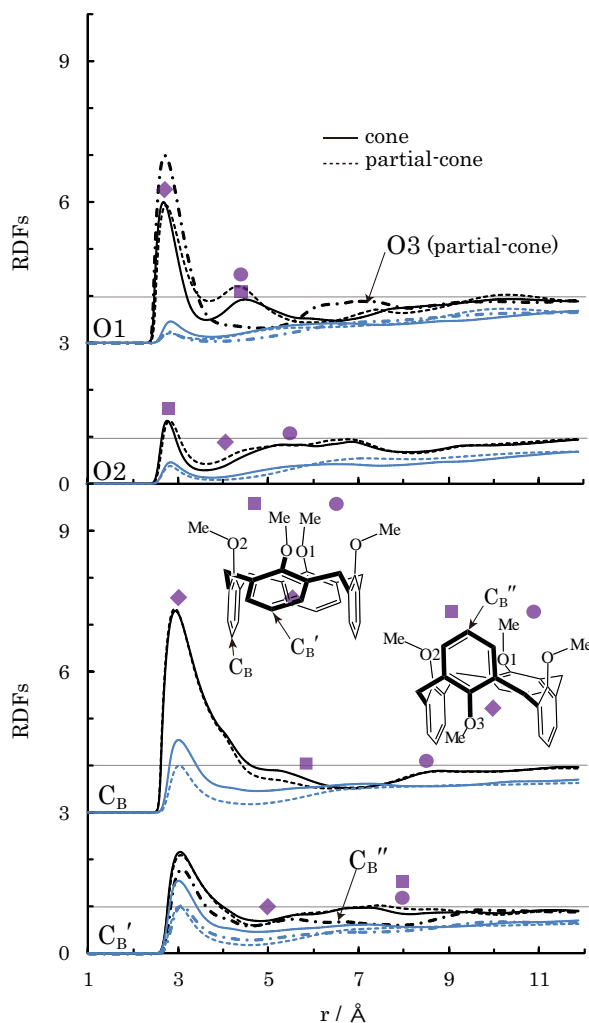 9
cone
partial-cone
6
RDFs
O3 (partial-cone)
O1
3
O2
0
9
Me
Me Me
Me
O2
O
O1
O
C_B''
C_B'
C_B
Me
Me
Me
O2
O1
O
O3
Me
6
RDFs
C_B
3
C_B''
C_B'
0
1 3 5 7 9 11
r / Å